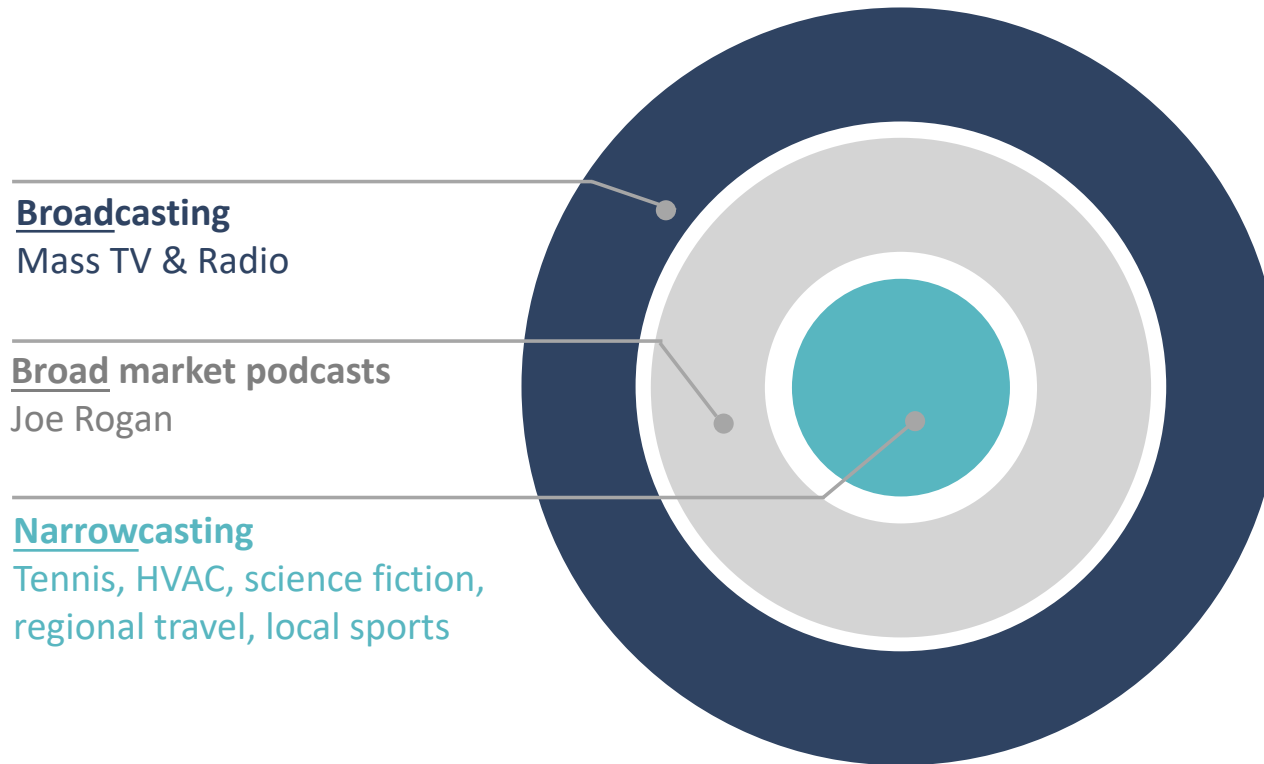 Broadcasting
Mass TV & Radio
Broad market podcasts
Joe Rogan
Narrowcasting
Tennis, HVAC, science fiction,
regional travel, local sports